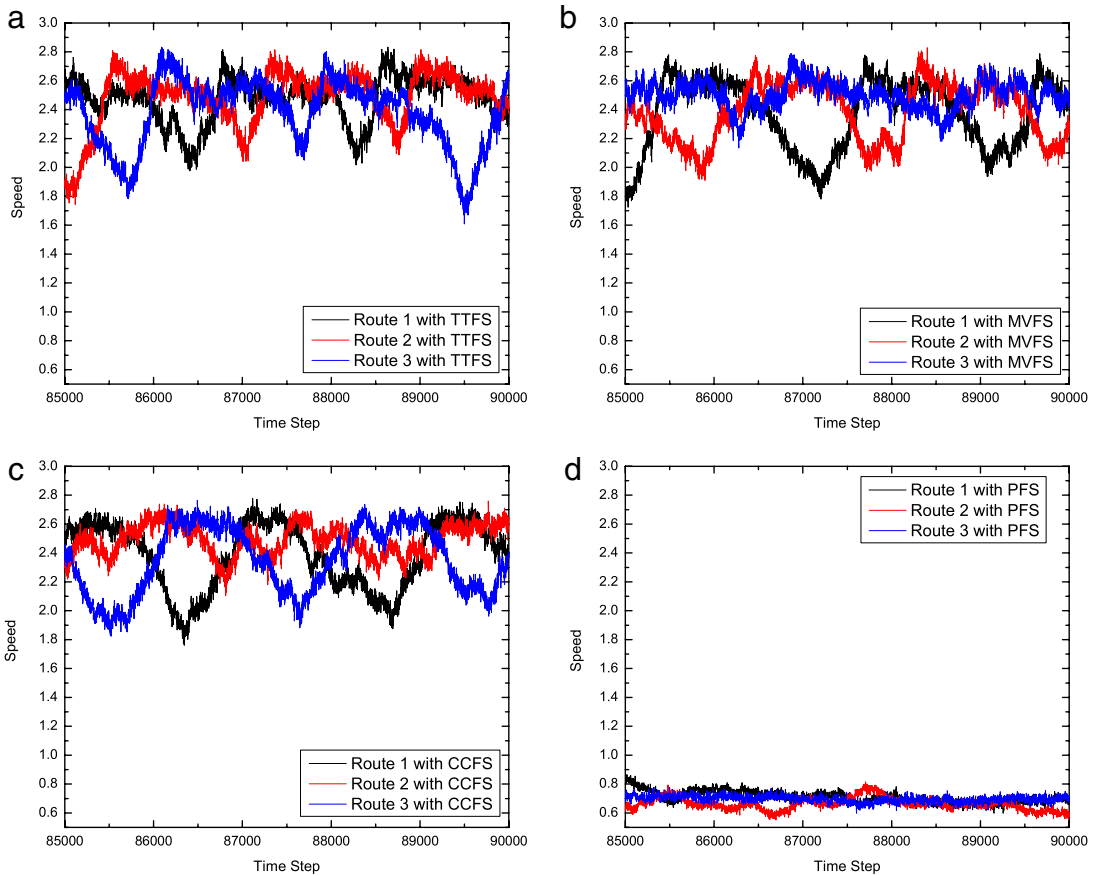 a
3.0
2.8
2.6
2.4
2.2
2.0
1.8
1.6
1.4
1.2
1.0
0.8
0.6
Speed
Route 1 with TTFS
Route 2 with TTFS
Route 3 with TTFS
85000 86000 87000 88000 89000 90000
Time Step
b
3.0
2.8
2.6
2.4
2.2
2.0
1.8
1.6
1.4
1.2
1.0
0.8
0.6
Speed
Route 1 with MVFS
Route 2 with MVFS
Route 3 with MVFS
85000 86000 87000 88000 89000 90000
Time Step
c
3.0
2.8
2.6
2.4
2.2
2.0
1.8
1.6
1.4
1.2
1.0
0.8
0.6
Speed
Route 1 with CCFS
Route 2 with CCFS
Route 3 with CCFS
85000 86000 87000 88000 89000 90000
Time Step
d
3.0
2.8
2.6
2.4
2.2
2.0
1.8
1.6
1.4
1.2
1.0
0.8
0.6
Speed
Route 1 with PFS
Route 2 with PFS
Route 3 with PFS
85000 86000 87000 88000 89000 90000
Time Step